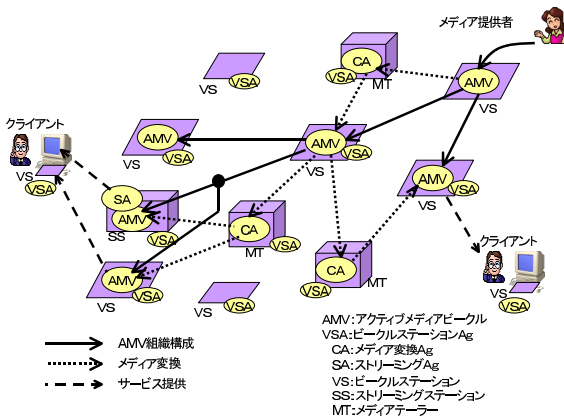 メディア提供者
CA
VSA
MT
AMV
VS
VS
VSA
クライアント
AMV
VSA
VS
AMV
VSA
VS
AMV
VSA
VS
VS
VSA
SA
AMV
SS
VSA
CA
VSA
MT
クライアント
VS
VSA
AMV
VSA
VS
VS
VSA
CA
VSA
MT
AMV組織構成
メディア変換
サービス提供
AMV：アクティブメディアビークル
VSA：ビークルステーションAg
CA：メディア変換Ag
SA：ストリーミングAg
VS：ビークルステーション
SS：ストリーミングステーション
MT：メディアテーラー